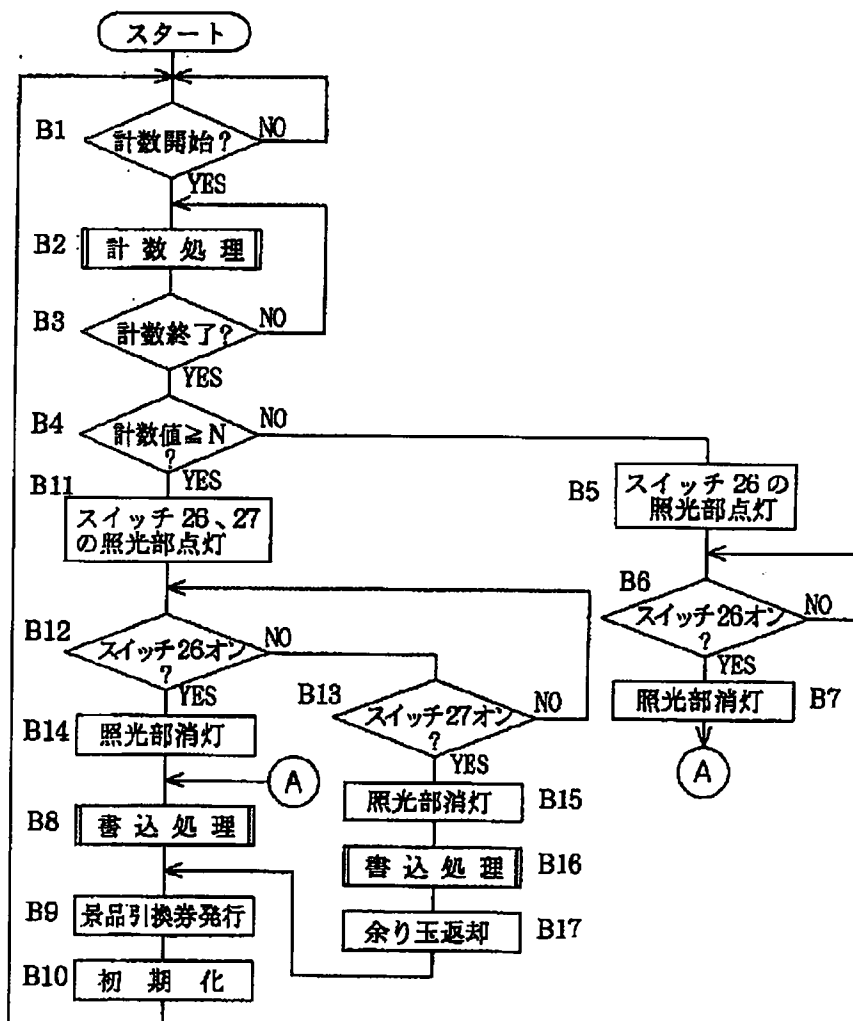 スタート
B1
計数開始?
NO
YES
B2
計数処理
B3
計数終了?
NO
YES
B4
計数値≧N
?
NO
YES
B11
スイッチ26、27
の照光部点灯
B5
スイッチ26の
照光部点灯
B6
スイッチ26オン
?
NO
YES
照光部消灯
B7
A
B12
スイッチ26オン
?
NO
YES
B13
スイッチ27オン
?
NO
YES
B14
照光部消灯
A
照光部消灯
B15
B8
書込処理
書込処理
B16
B9
景品引換券発行
余り玉返却
B17
B10
初期化